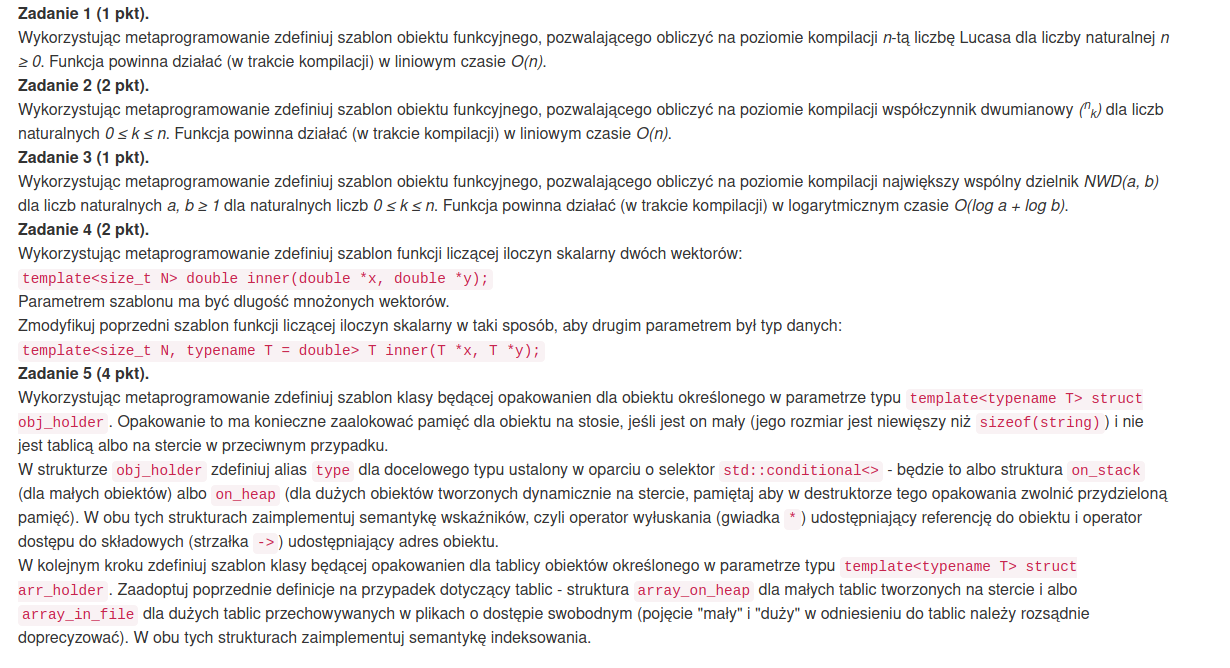 Zadanie 1 (1 pkt).
Wykorzystując metaprogramowanie zdefiniuj szablon obiektu funkcyjnego, pozwalającego obliczyć na poziomie kompilacji n-tą liczbę Lucasa dla liczby naturalnej n
≥ 0. Funkcja powinna działać (w trakcie kompilacji) w liniowym czasie O(n).
Zadanie 2 (2 pkt).
Wykorzystując metaprogramowanie zdefiniuj szablon obiektu funkcyjnego, pozwalającego obliczyć na poziomie kompilacji współczynnik dwumianowy (ⁿₖ) dla liczb
naturalnych 0 ≤ k ≤ n. Funkcja powinna działać (w trakcie kompilacji) w liniowym czasie O(n).
Zadanie 3 (1 pkt).
Wykorzystując metaprogramowanie zdefiniuj szablon obiektu funkcyjnego, pozwalającego obliczyć na poziomie kompilacji największy wspólny dzielnik NWD(a, b)
dla liczb naturalnych a, b ≥ 1 dla naturalnych liczb 0 ≤ k ≤ n. Funkcja powinna działać (w trakcie kompilacji) w logarytmicznym czasie O(log a + log b).
Zadanie 4 (2 pkt).
Wykorzystując metaprogramowanie zdefiniuj szablon funkcji liczącej iloczyn skalarny dwóch wektorów:
template<size_t N> double inner(double *x, double *y);
Parametrem szablonu ma być dlugość mnożonych wektorów.
Zmodyfikuj poprzedni szablon funkcji liczącej iloczyn skalarny w taki sposób, aby drugim parametrem był typ danych:
template<size_t N, typename T = double> T inner(T *x, T *y);
Zadanie 5 (4 pkt).
Wykorzystując metaprogramowanie zdefiniuj szablon klasy będącej opakowanien dla obiektu określonego w parametrze typu template<typename T> struct
obj_holder . Opakowanie to ma konieczne zaalokować pamięć dla obiektu na stosie, jeśli jest on mały (jego rozmiar jest niewięszy niż sizeof(string) ) i nie
jest tablicą albo na stercie w przeciwnym przypadku.
W strukturze obj_holder zdefiniuj alias type dla docelowego typu ustalony w oparciu o selektor std::conditional<> - będzie to albo struktura on_stack
(dla małych obiektów) albo on_heap (dla dużych obiektów tworzonych dynamicznie na stercie, pamiętaj aby w destruktorze tego opakowania zwolnić przydzieloną
pamięć). W obu tych strukturach zaimplementuj semantykę wskaźników, czyli operator wyłuskania (gwiadka * ) udostępniający referencję do obiektu i operator
dostępu do składowych (strzałka -> ) udostępniający adres obiektu.
W kolejnym kroku zdefiniuj szablon klasy będącej opakowanien dla tablicy obiektów określonego w parametrze typu template<typename T> struct
arr_holder . Zaadoptuj poprzednie definicje na przypadek dotyczący tablic - struktura array_on_heap dla małych tablic tworzonych na stercie i albo
array_in_file dla dużych tablic przechowywanych w plikach o dostępie swobodnym (pojęcie "mały" i "duży" w odniesieniu do tablic należy rozsądnie
doprecyzować). W obu tych strukturach zaimplementuj semantykę indeksowania.